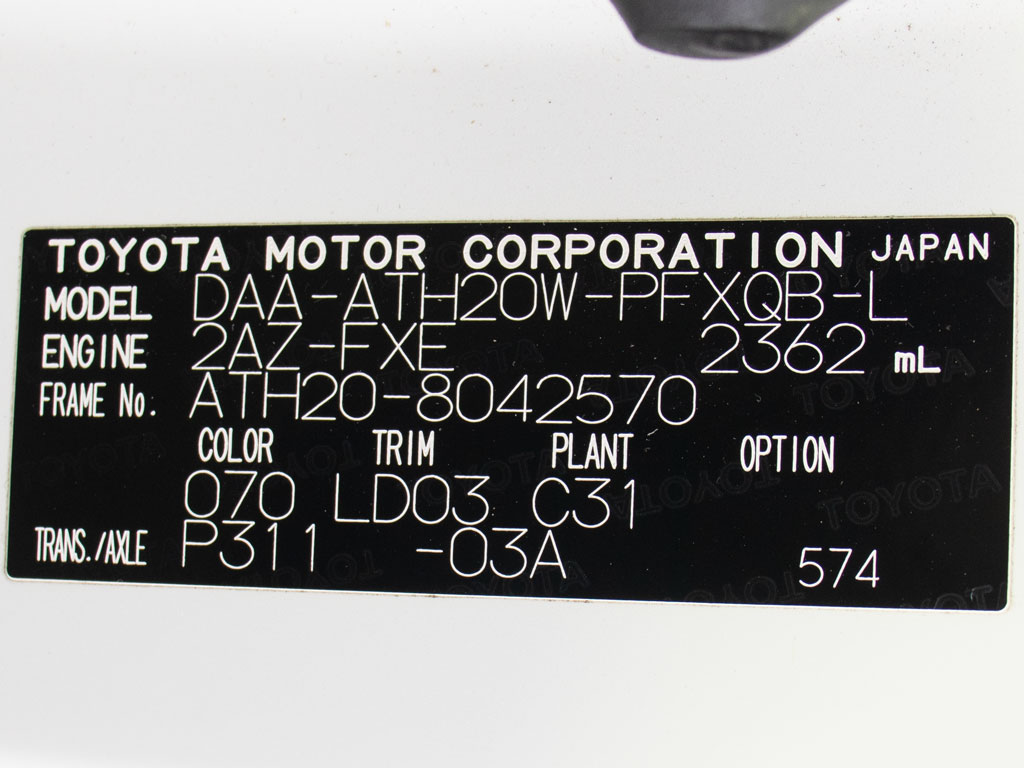 TOYOTA MOTOR CORPORATION JAPAN
MODEL DAA-ATH20W-PFXQB-L
ENGINE 2AZ-FXE 2362 mL
FRAME No. ATH20-8042570
COLOR TRIM PLANT OPTION
070 LD03 C31
TRANS./AXLE P311 -03A 574